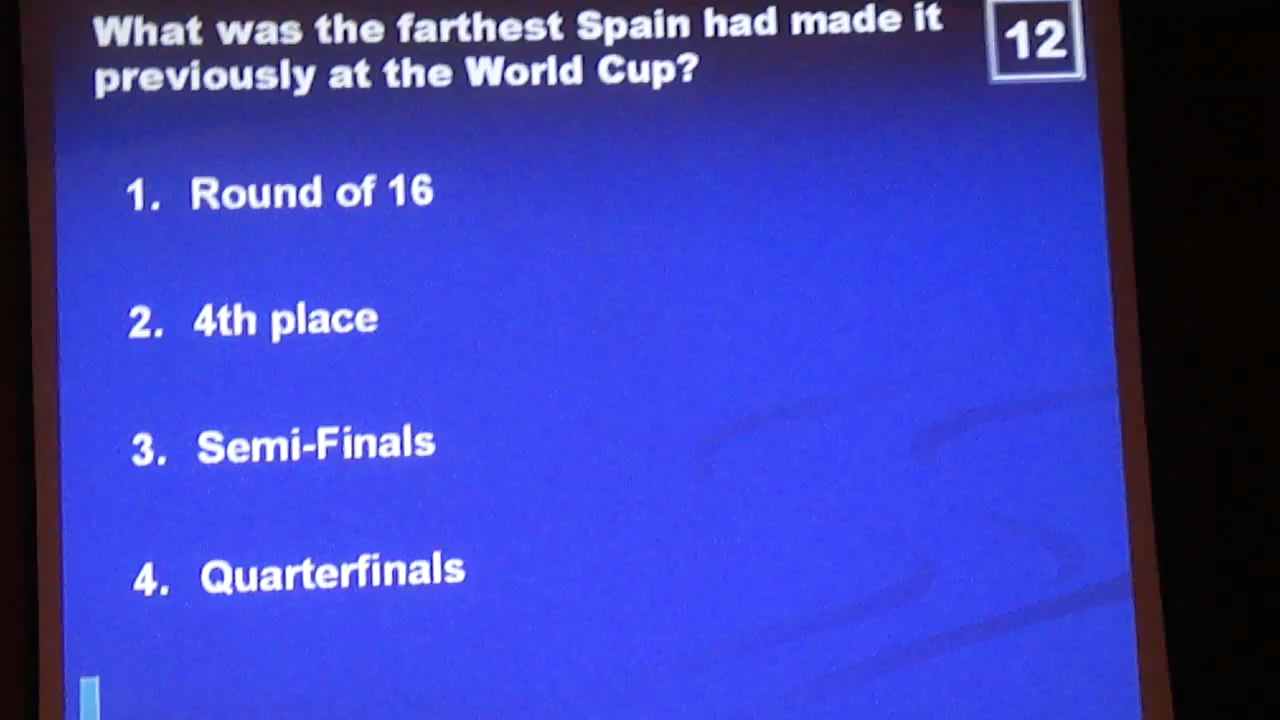 What was the farthest Spain had made it
previously at the World Cup?
12
1. Round of 16
2. 4th place
3. Semi-Finals
4. Quarterfinals